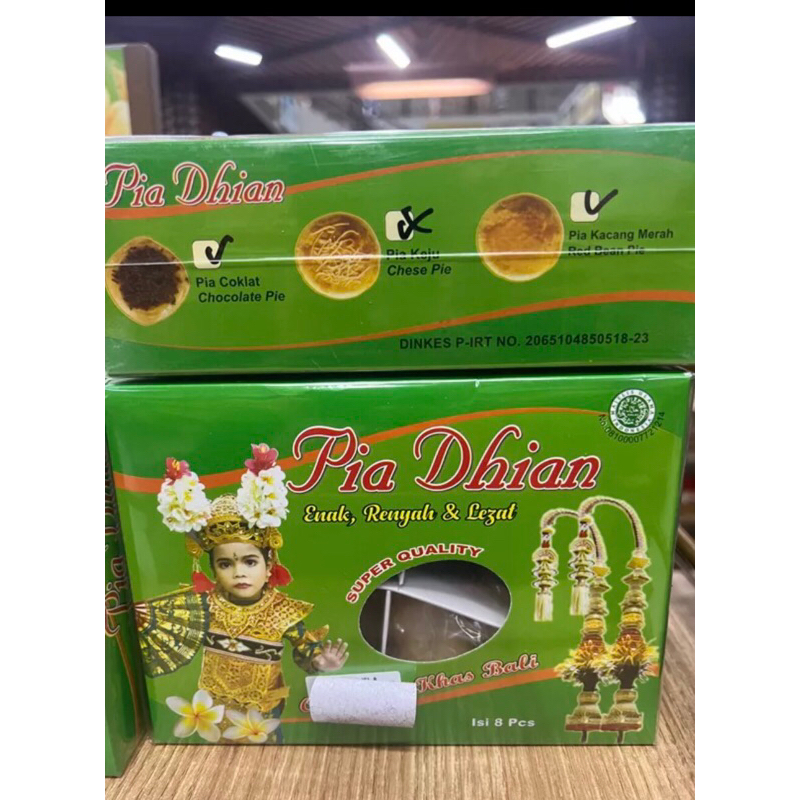 Pia Dhian
Pia Coklat
Chocolate Pie
Pia Keju
Chese Pie
Pia Kacang Merah
Red Bean Pie
DINKES P-IRT NO. 2065104850518-23
Pia Dhian
Enak, Renyah & Lezat
SUPER QUALITY
Khas Bali
Isi 8 Pcs
Pia